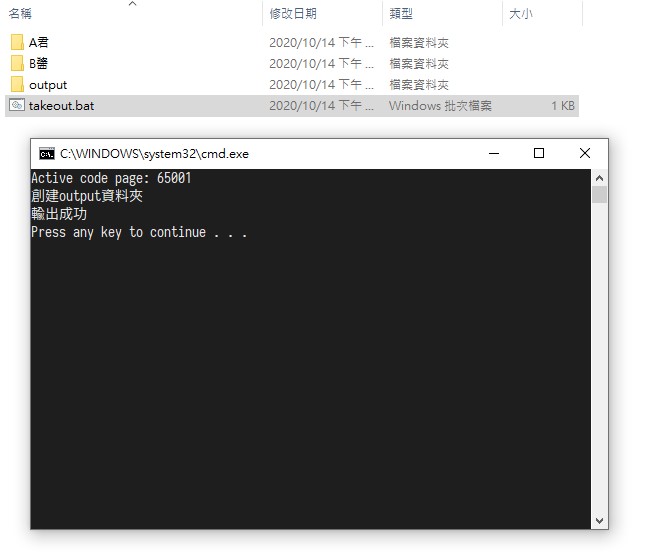 名稱 修改日期 類型 大小
A君 2020/10/14 下午 ... 檔案資料夾
B醬 2020/10/14 下午 ... 檔案資料夾
output 2020/10/14 下午 ... 檔案資料夾
takeout.bat 2020/10/14 下午 ... Windows 批次檔案 1 KB
C:\WINDOWS\system32\cmd.exe
Active code page: 65001
創建output資料夾
輸出成功
Press any key to continue . . .